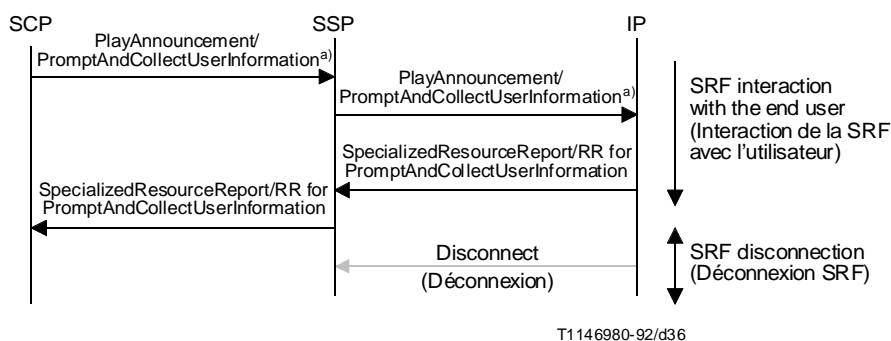 SCP
SSP
IP
PlayAnnouncement/
PromptAndCollectUserInformation a)
PlayAnnouncement/
PromptAndCollectUserInformation a)
SRF interaction
with the end user
(Interaction de la SRF
avec l'utilisateur)
SpecializedResourceReport/RR for
PromptAndCollectUserInformation
SpecializedResourceReport/RR for
PromptAndCollectUserInformation
Disconnect
(Déconnexion)
SRF disconnection
(Déconnexion SRF)
T1146980-92/d36